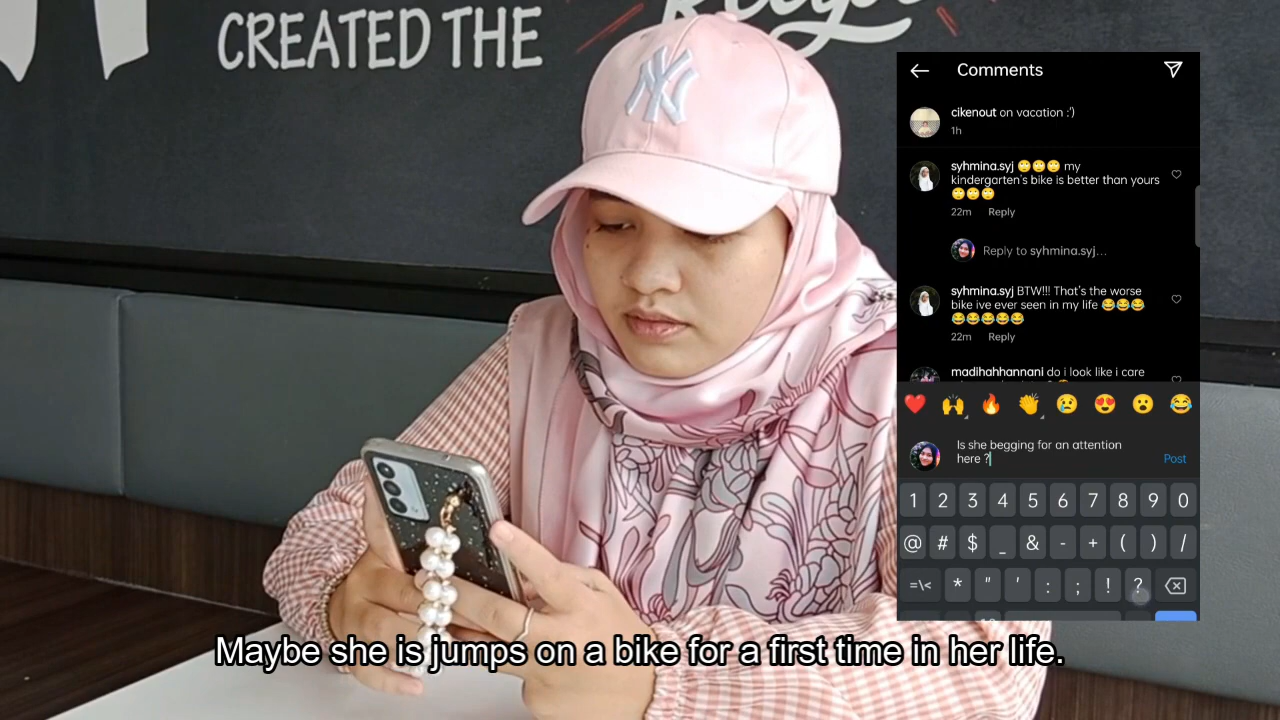 CREATED THE
NY
Comments
cikenout on vacation :')
1h
syhmina.syj 🙄🙄🙄 my
kindergarten's bike is better than yours
🙄🙄🙄
22m Reply
Reply to syhmina.syj...
syhmina.syj BTW!!! That's the worse
bike ive ever seen in my life 😂😂😂
😂😂😂😂😂
22m Reply
madihahhannani do i look like i care
❤️🙌🔥👏😢😍😮😂
Is she begging for an attention
here ?
Post
1 2 3 4 5 6 7 8 9 0
@ # $ _ & - + ( ) /
=\< * " ' : ; ! ?
Maybe she is jumps on a bike for a first time in her life.